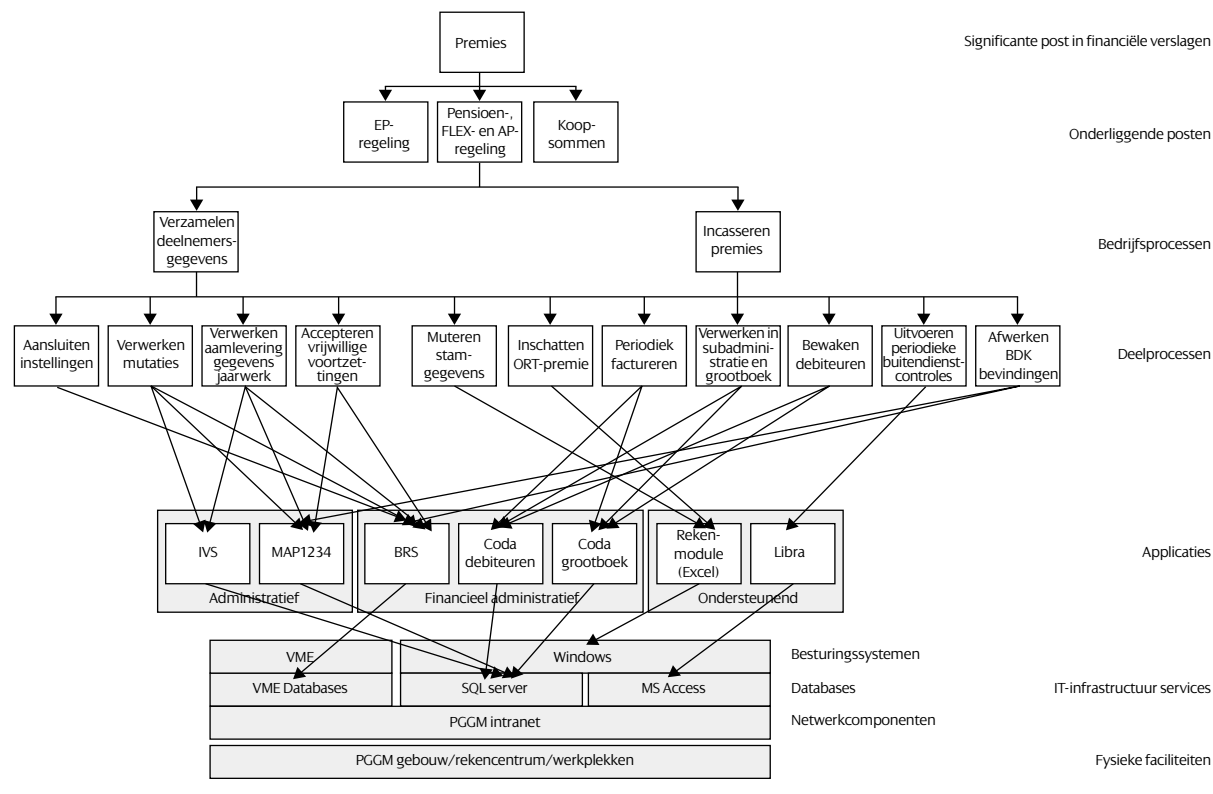 Premies
Significante post in financiële verslagen
EP-
regeling
Pensioen-,
FLEX- en AP-
regeling
Koop-
sommen
Onderliggende posten
Verzamelen
deelnemers-
gegevens
Incasseren
premies
Bedrijfsprocessen
Aansluiten
instellingen
Verwerken
mutaties
Verwerken
aamlevering
gegevens
jaarwerk
Accepteren
vrijwillige
voortzet-
tingen
Muteren
stam-
gegevens
Inschatten
ORT-premie
Periodiek
factureren
Verwerken in
subadmini-
stratie en
grootboek
Bewaken
debiteuren
Uitvoeren
periodieke
buitendienst-
controles
Afwerken
BDK
bevindingen
Deelprocessen
IVS
MAP1234
BRS
Coda
debiteuren
Coda
grootboek
Reken-
module
(Excel)
Libra
Applicaties
Administratief
Financieel administratief
Ondersteunend
VME
Windows
Besturingssystemen
VME Databases
SQL server
MS Access
Databases
IT-infrastructuur services
PGGM intranet
Netwerkcomponenten
PGGM gebouw/rekencentrum/werkplekken
Fysieke faciliteiten